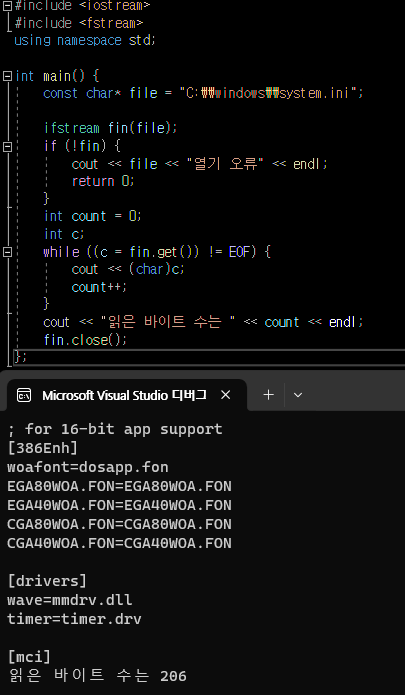 #include <iostream>
#include <fstream>
using namespace std;
int main() {
const char* file = "C:₩₩windows₩₩system.ini";
ifstream fin(file);
if (!fin) {
cout << file << "열기 오류" << endl;
return 0;
}
int count = 0;
int c;
while ((c = fin.get()) != EOF) {
cout << (char)c;
count++;
}
cout << "읽은 바이트 수는 " << count << endl;
fin.close();
};
Microsoft Visual Studio 디버그
; for 16-bit app support
[386Enh]
woafont=dosapp.fon
EGA80WOA.FON=EGA80WOA.FON
EGA40WOA.FON=EGA40WOA.FON
CGA80WOA.FON=CGA80WOA.FON
CGA40WOA.FON=CGA40WOA.FON
[drivers]
wave=mmdrv.dll
timer=timer.drv
[mci]
읽은 바이트 수는 206